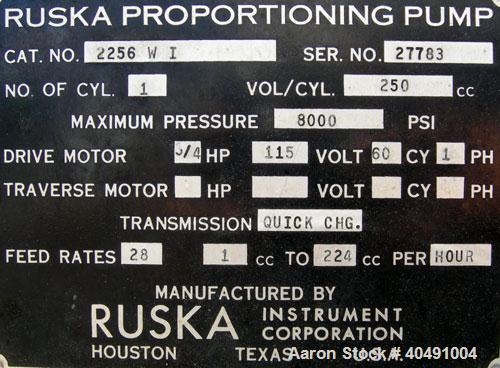 RUSKA PROPORTIONING PUMP
CAT. NO. 2256 W I SER. NO. 27783
NO. OF CYL. 1 VOL/CYL. 250 cc
MAXIMUM PRESSURE 8000 PSI
DRIVE MOTOR 3/4 HP 115 VOLT 60 CY 1 PH
TRAVERSE MOTOR HP VOLT CY PH
TRANSMISSION QUICK CHG.
FEED RATES 28 1 cc TO 224 cc PER HOUR
MANUFACTURED BY
RUSKA INSTRUMENT CORPORATION
HOUSTON TEXAS U.S.A.
Aaron Stock # 40491004